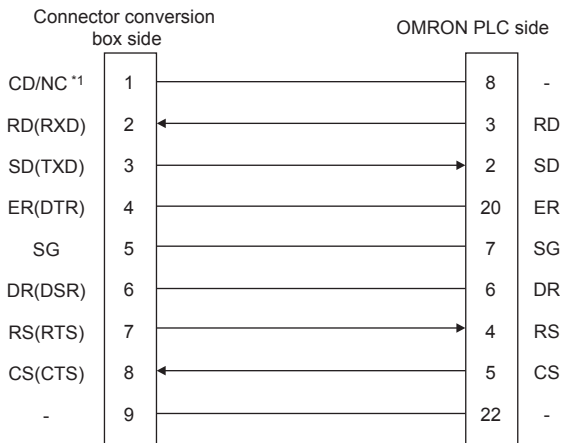 Connector conversion
box side
OMRON PLC side
CD/NC *1 1 8 -
RD(RXD) 2 3 RD
SD(TXD) 3 2 SD
ER(DTR) 4 20 ER
SG 5 7 SG
DR(DSR) 6 6 DR
RS(RTS) 7 4 RS
CS(CTS) 8 5 CS
- 9 22 -